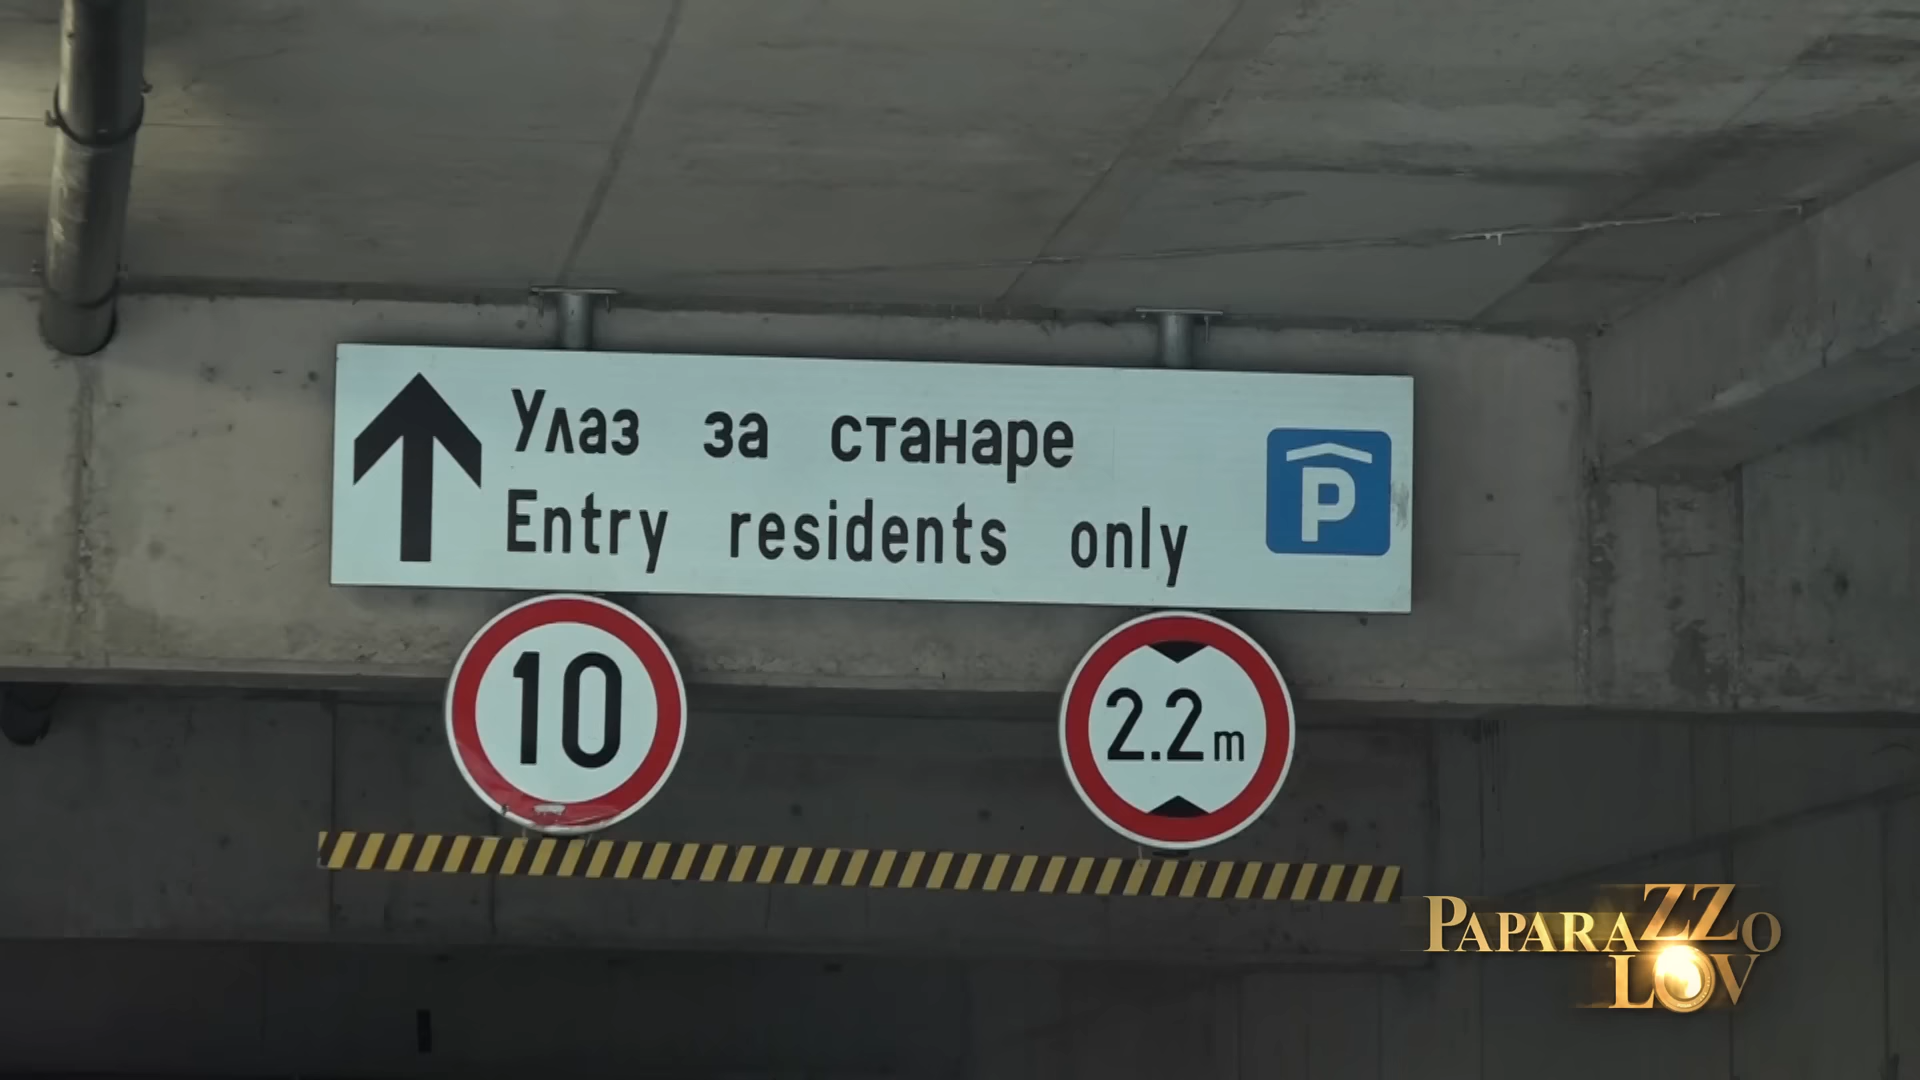 Улаз за станаре
Entry residents only
P
10
2.2m
PAPARAZZO
LOV